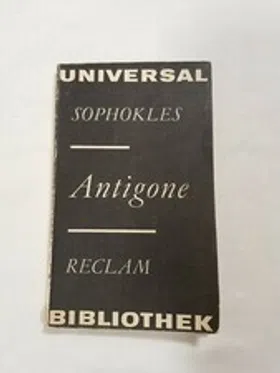 UNIVERSAL
SOPHOKLES
Antigone
RECLAM
BIBLIOTHEK